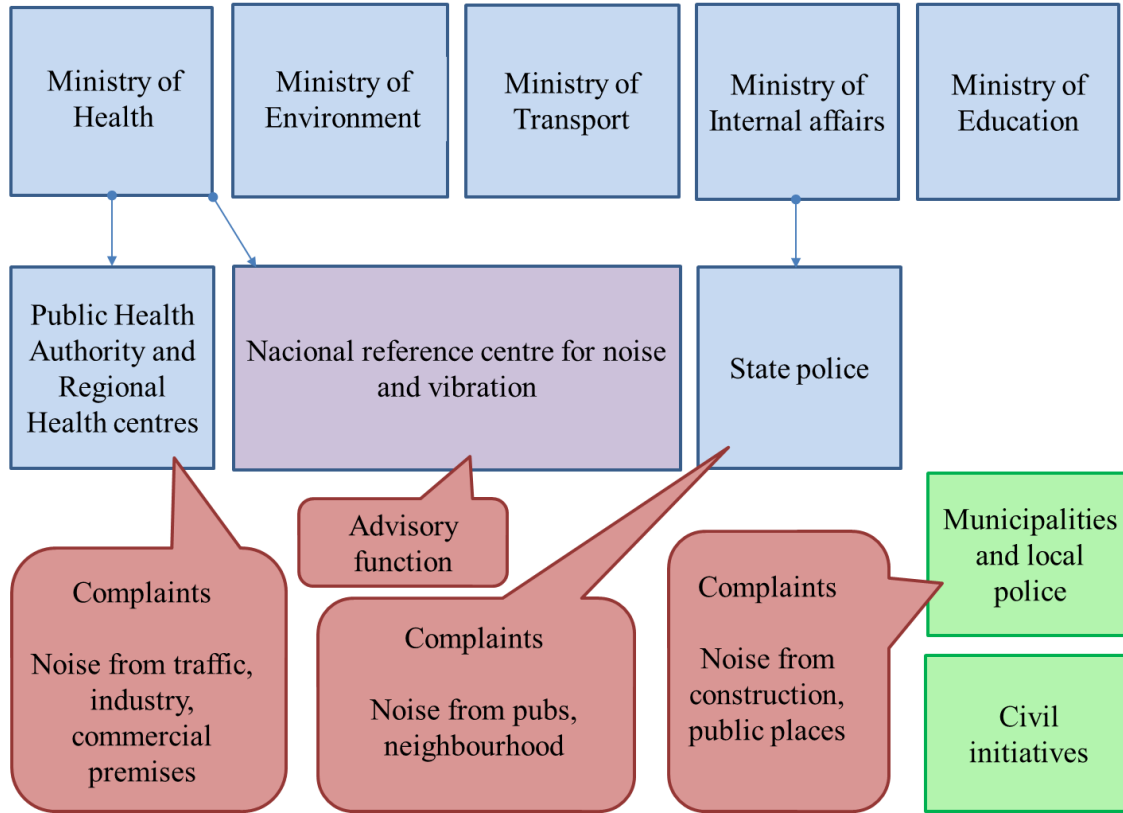 Ministry of
Health
Ministry of
Environment
Ministry of
Transport
Ministry of
Internal affairs
Ministry of
Education
Public Health
Authority and
Regional
Health centres
Nacional reference centre for noise
and vibration
State police
Advisory
function
Municipalities
and local
police
Complaints
Noise from traffic,
industry,
commercial
premises
Complaints
Noise from pubs,
neighbourhood
Complaints
Noise from
construction,
public places
Civil
initiatives